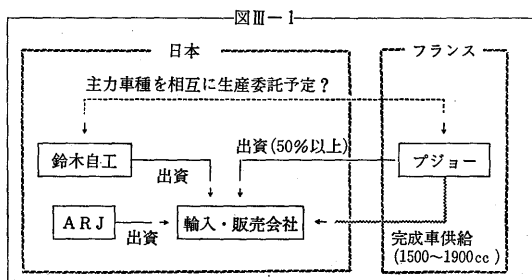 図Ⅲ－1
日本
フランス
主力車種を相互に生産委託予定？
鈴木自工
出資
出資(50％以上)
プジョー
ＡＲＪ
出資
輸入・販売会社
完成車供給
(1500～1900cc)